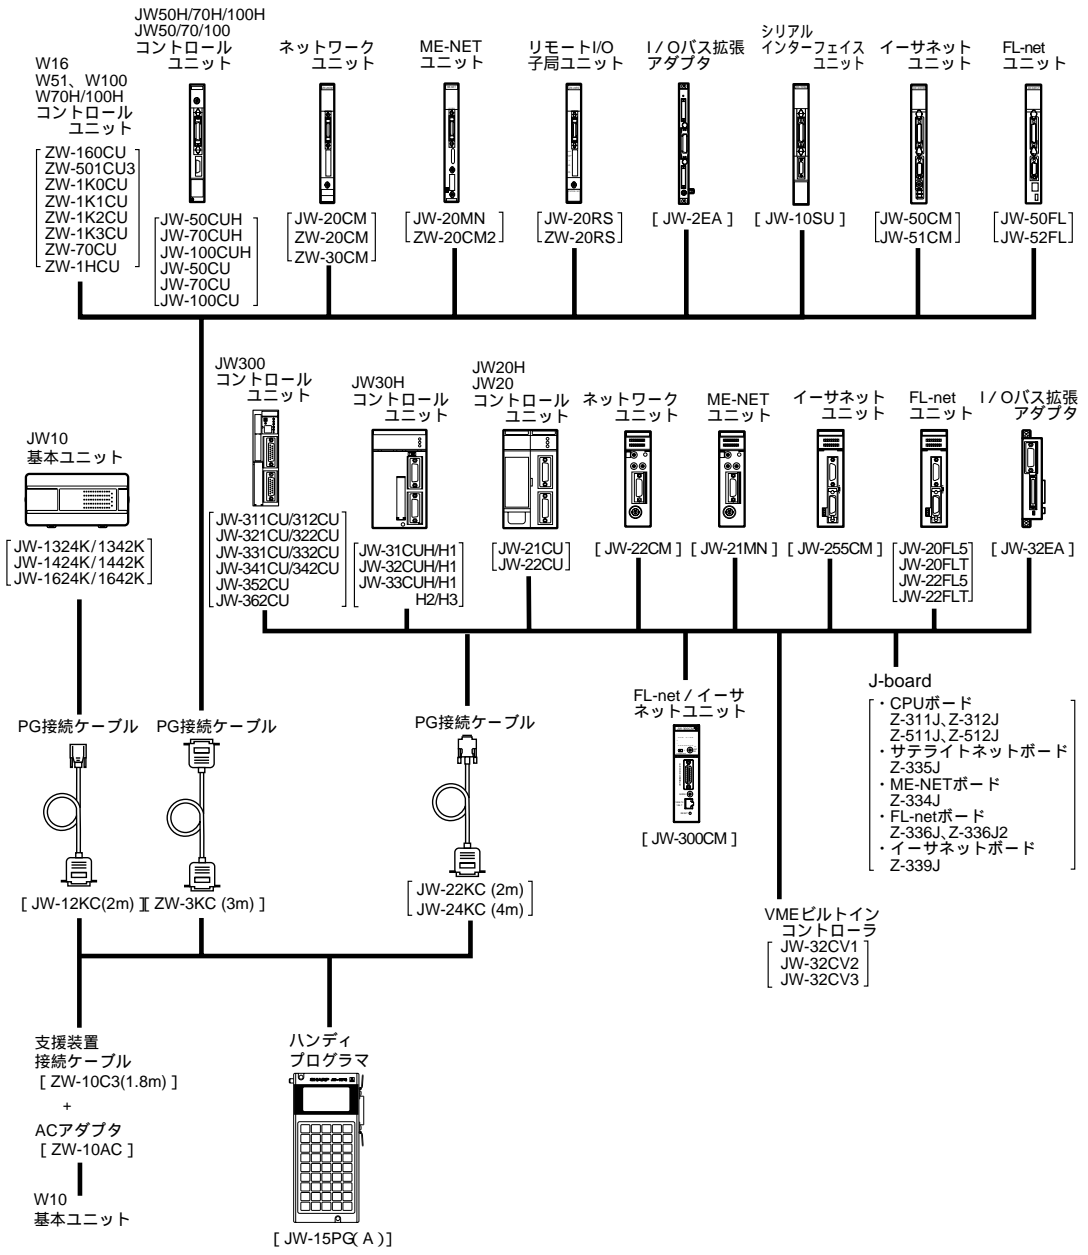 W16
W51、W100
W70H/100H
コントロール
ユニット
ZW-160CU
ZW-501CU3
ZW-1K0CU
ZW-1K1CU
ZW-1K2CU
ZW-1K3CU
ZW-70CU
ZW-1HCU
JW50H/70H/100H
JW50/70/100
コントロール
ユニット
JW-50CUH
JW-70CUH
JW-100CUH
JW-50CU
JW-70CU
JW-100CU
ネットワーク
ユニット
JW-20CM
ZW-20CM
ZW-30CM
ME-NET
ユニット
JW-20MN
ZW-20CM2
リモートI/O
子局ユニット
JW-20RS
ZW-20RS
I/Oバス拡張
アダプタ
[ JW-2EA ]
シリアル
インターフェイス
ユニット
[ JW-10SU ]
イーサネット
ユニット
JW-50CM
JW-51CM
FL-net
ユニット
JW-50FL
JW-52FL
JW10
基本ユニット
JW-1324K/1342K
JW-1424K/1442K
JW-1624K/1642K
JW300
コントロール
ユニット
JW-311CU/312CU
JW-321CU/322CU
JW-331CU/332CU
JW-341CU/342CU
JW-352CU
JW-362CU
JW30H
コントロール
ユニット
JW-31CUH/H1
JW-32CUH/H1
JW-33CUH/H1
H2/H3
JW20H
JW20
コントロール
ユニット
JW-21CU
JW-22CU
ネットワーク
ユニット
[ JW-22CM ]
ME-NET
ユニット
[ JW-21MN ]
イーサネット
ユニット
[ JW-255CM ]
FL-net
ユニット
JW-20FL5
JW-20FLT
JW-22FL5
JW-22FLT
I/Oバス拡張
アダプタ
[ JW-32EA ]
PG接続ケーブル
[ JW-12KC(2m) ]
PG接続ケーブル
[ ZW-3KC (3m) ]
PG接続ケーブル
JW-22KC (2m)
JW-24KC (4m)
FL-net/イーサ
ネットユニット
[ JW-300CM ]
VMEビルトイン
コントローラ
JW-32CV1
JW-32CV2
JW-32CV3
J-board
・CPUボード
Z-311J、Z-312J
Z-511J、Z-512J
・サテライトネットボード
Z-335J
・ME-NETボード
Z-334J
・FL-netボード
Z-336J、Z-336J2
・イーサネットボード
Z-339J
支援装置
接続ケーブル
[ ZW-10C3(1.8m) ]
+
ACアダプタ
[ ZW-10AC ]
W10
基本ユニット
ハンディ
プログラマ
[ JW-15PG(A)]